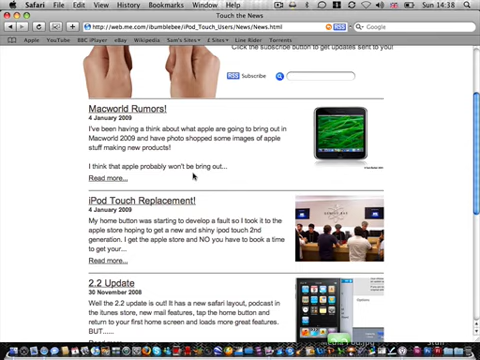 Safari File Edit View History Bookmarks Window Help Sun 14:38
Touch the News
http://web.me.com/ibumblebee/iPod_Touch_Users/News/News.html
Google
Apple YouTube BBC iPlayer eBay Wikipedia Sam's Sites Line Rider Torrents
Click the subscribe button to get updates sent to you!
RSS Subscribe
Macworld Rumors!
4 January 2009
I've been having a think about what apple are going to bring out in
Macworld 2009 and have photo shopped some images of apple
stuff making new products!
I think that apple probably won't be bring out...
Read more...
iPod Touch Replacement!
4 January 2009
My home button was starting to develop a fault so I took it to the
apple store hoping to get a new and shiny ipod touch 2nd
generation. I get the apple store and NO you have to book a time
to get your...
Read more...
2.2 Update
30 November 2008
Well the 2.2 update is out! It has a new safari layout, podcast in
the itunes store, new mail features, tap the home button and
return to your first home screen and loads more great features.
BUT......